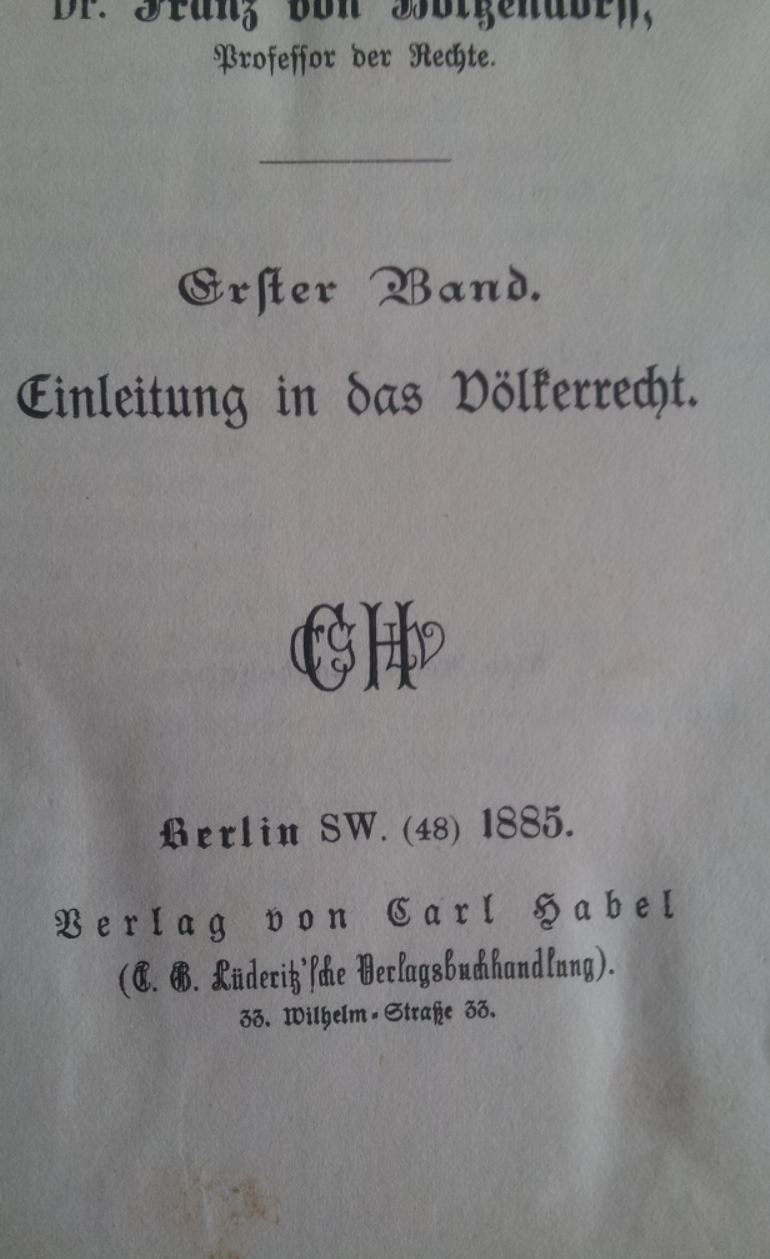 Dr. Franz von Holtzendorff,
Professor der Rechte.
Erster Band.
Einleitung in das Völkerrecht.
CH
Berlin SW. (48) 1885.
Verlag von Carl Habel
(C. G. Lüderitz'sche Verlagsbuchhandlung).
33. Wilhelm-Straße 33.